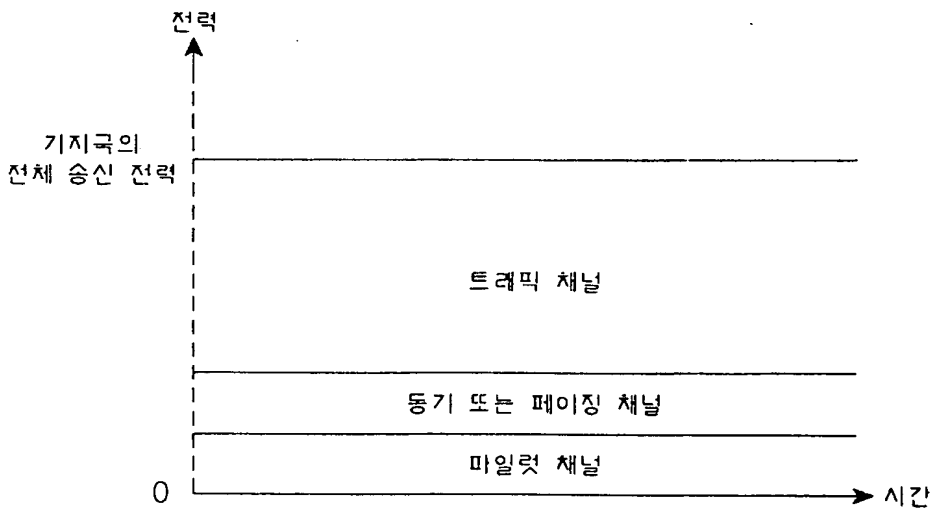 전력
기지국의
전체 송신 전력
트래픽 채널
동기 또는 페이징 채널
파일럿 채널
0
시간